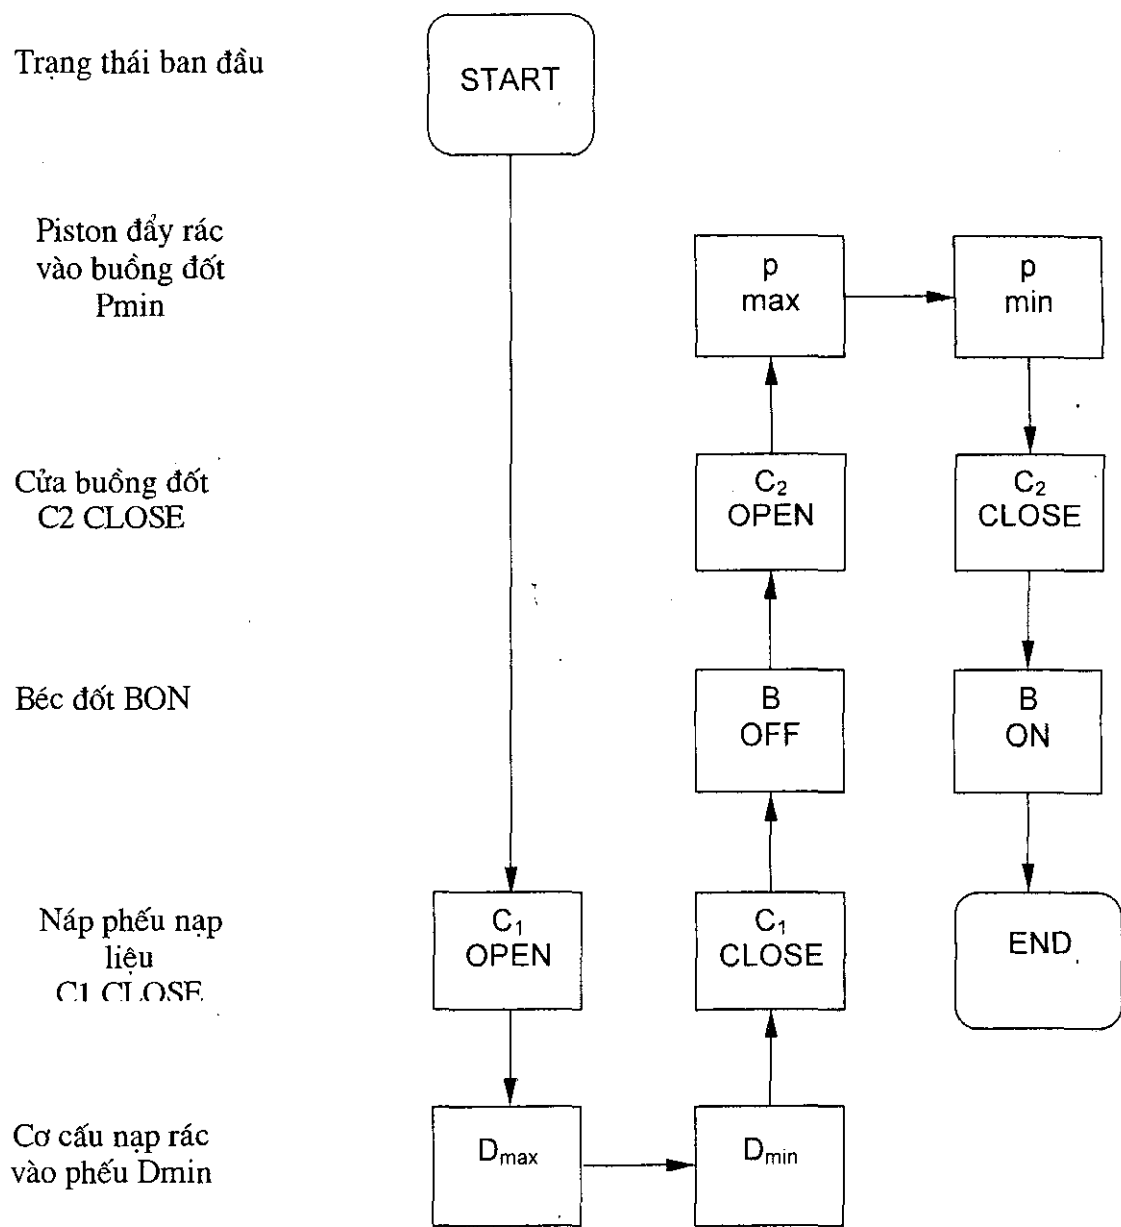 Trạng thái ban đầu
START
Piston đẩy rác
vào buồng đốt
Pmin
p
max
p
min
Cửa buồng đốt
C2 CLOSE
C₂
OPEN
C₂
CLOSE
Béc đốt BON
B
OFF
B
ON
Náp phếu nạp
liệu
C1 CLOSE
C₁
OPEN
C₁
CLOSE
END
Cơ cấu nạp rác
vào phếu Dmin
Dmax
Dmin